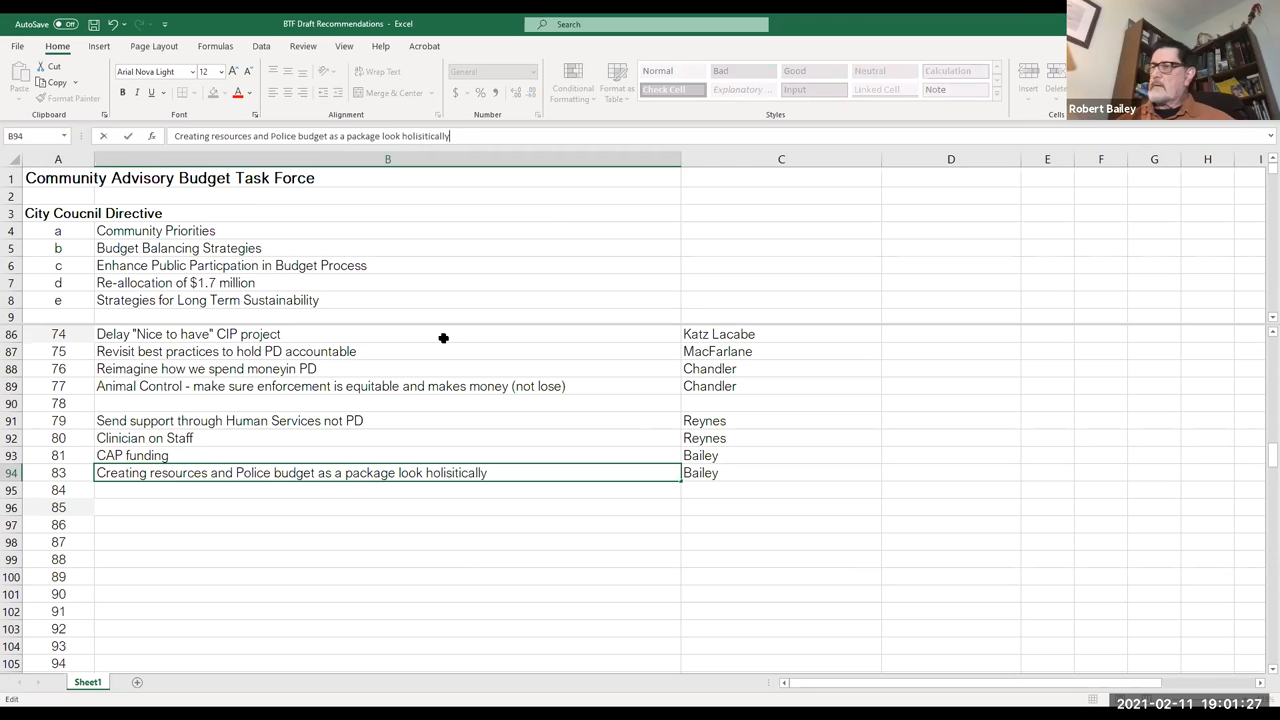 AutoSave Off BTF Draft Recommendations - Excel Search
File Home Insert Page Layout Formulas Data Review View Help Acrobat
Paste Cut Copy Format Painter Clipboard
Arial Nova Light 12 B I U A Font
Wrap Text Merge & Center Alignment
General $ % Number
Conditional Formatting Format as Table
Normal Bad Good Neutral Calculation
Check Cell Explanatory... Input Linked Cell Note
Styles
Insert Delete Cells
Robert Bailey
B94 fx Creating resources and Police budget as a package look holisitically
A B C D E F G H I
1 Community Advisory Budget Task Force
2
3 City Coucnil Directive
4 a Community Priorities
5 b Budget Balancing Strategies
6 c Enhance Public Particpation in Budget Process
7 d Re-allocation of $1.7 million
8 e Strategies for Long Term Sustainability
9
86 74 Delay "Nice to have" CIP project Katz Lacabe
87 75 Revisit best practices to hold PD accountable MacFarlane
88 76 Reimagine how we spend moneyin PD Chandler
89 77 Animal Control - make sure enforcement is equitable and makes money (not lose) Chandler
90 78
91 79 Send support through Human Services not PD Reynes
92 80 Clinician on Staff Reynes
93 81 CAP funding Bailey
94 83 Creating resources and Police budget as a package look holisitically Bailey
95 84
96 85
97 86
98 87
99 88
100 89
101 90
102 91
103 92
104 93
105 94
Sheet1
Edit
2021-02-11 19:01:27